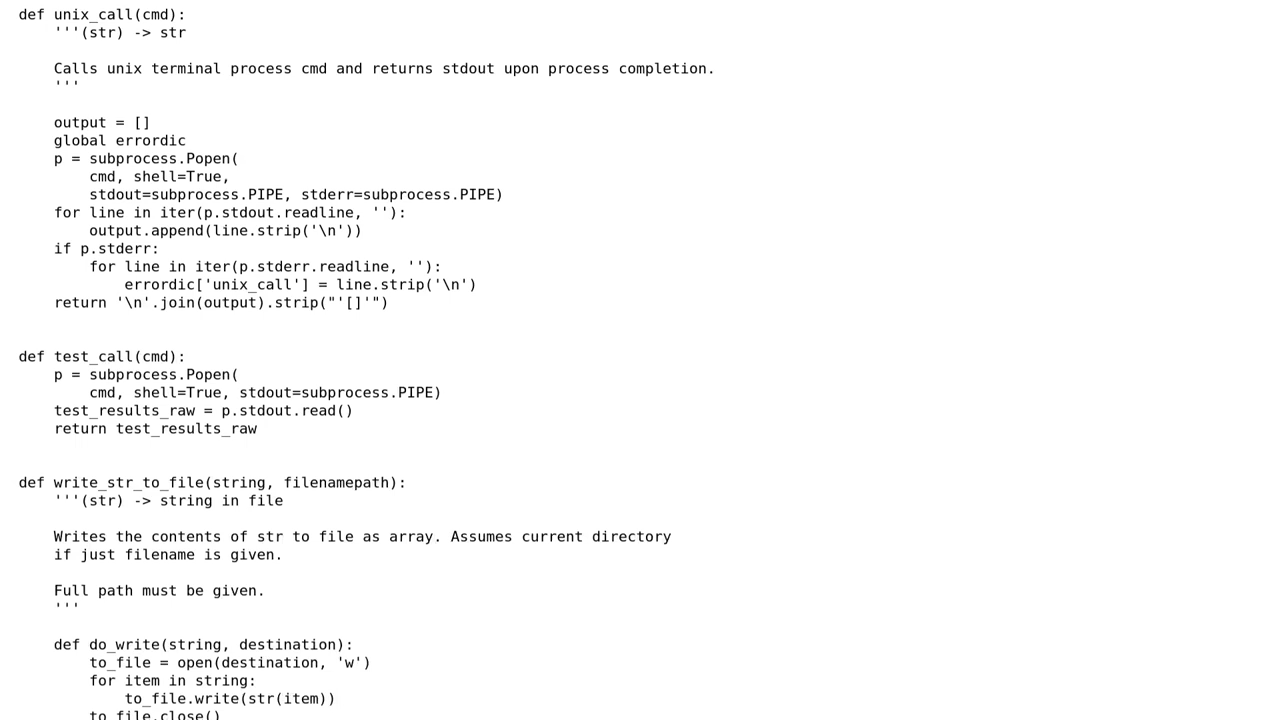 def unix_call(cmd):
    '''(str) -> str

    Calls unix terminal process cmd and returns stdout upon process completion.
    '''

    output = []
    global errordic
    p = subprocess.Popen(
        cmd, shell=True,
        stdout=subprocess.PIPE, stderr=subprocess.PIPE)
    for line in iter(p.stdout.readline, ''):
        output.append(line.strip('\n'))
    if p.stderr:
        for line in iter(p.stderr.readline, ''):
            errordic['unix_call'] = line.strip('\n')
    return '\n'.join(output).strip("'[]'")


def test_call(cmd):
    p = subprocess.Popen(
        cmd, shell=True, stdout=subprocess.PIPE)
    test_results_raw = p.stdout.read()
    return test_results_raw


def write_str_to_file(string, filenamepath):
    '''(str) -> string in file

    Writes the contents of str to file as array. Assumes current directory
    if just filename is given.

    Full path must be given.
    '''

    def do_write(string, destination):
        to_file = open(destination, 'w')
        for item in string:
            to_file.write(str(item))
        to_file.close()